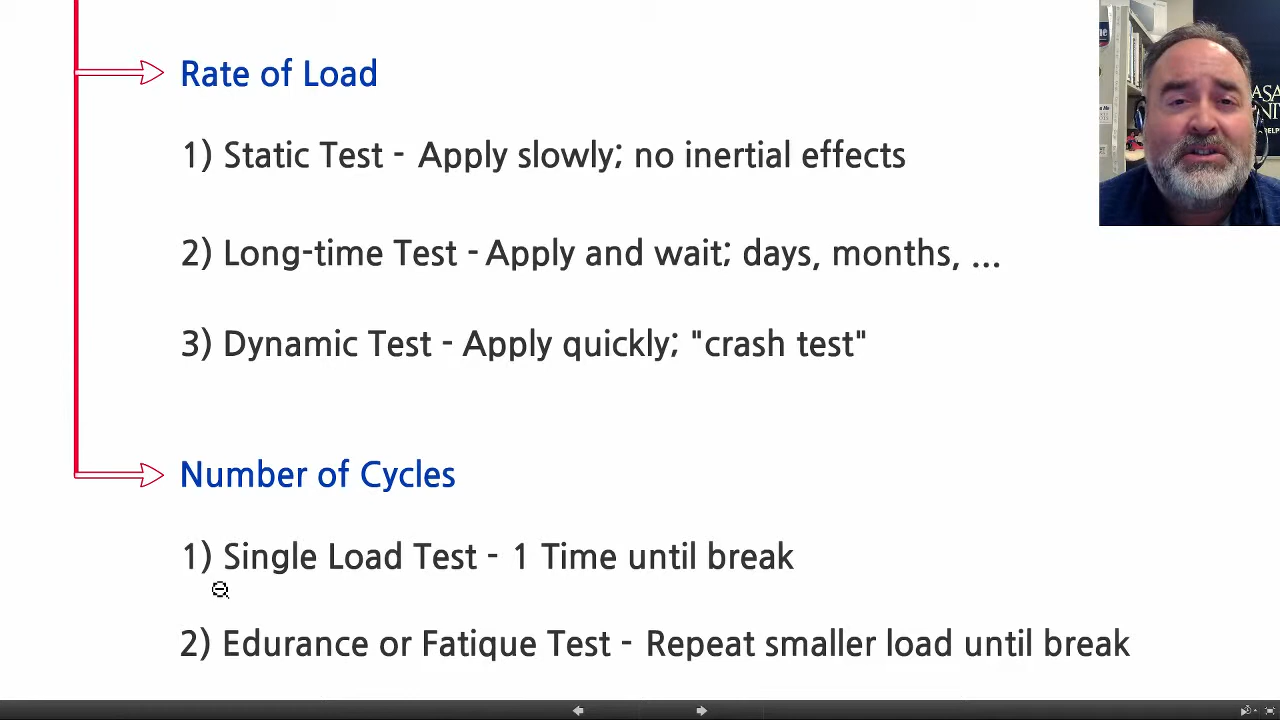 Rate of Load
1) Static Test - Apply slowly; no inertial effects
2) Long-time Test - Apply and wait; days, months, ...
3) Dynamic Test - Apply quickly; "crash test"
Number of Cycles
1) Single Load Test - 1 Time until break
2) Edurance or Fatique Test - Repeat smaller load until break